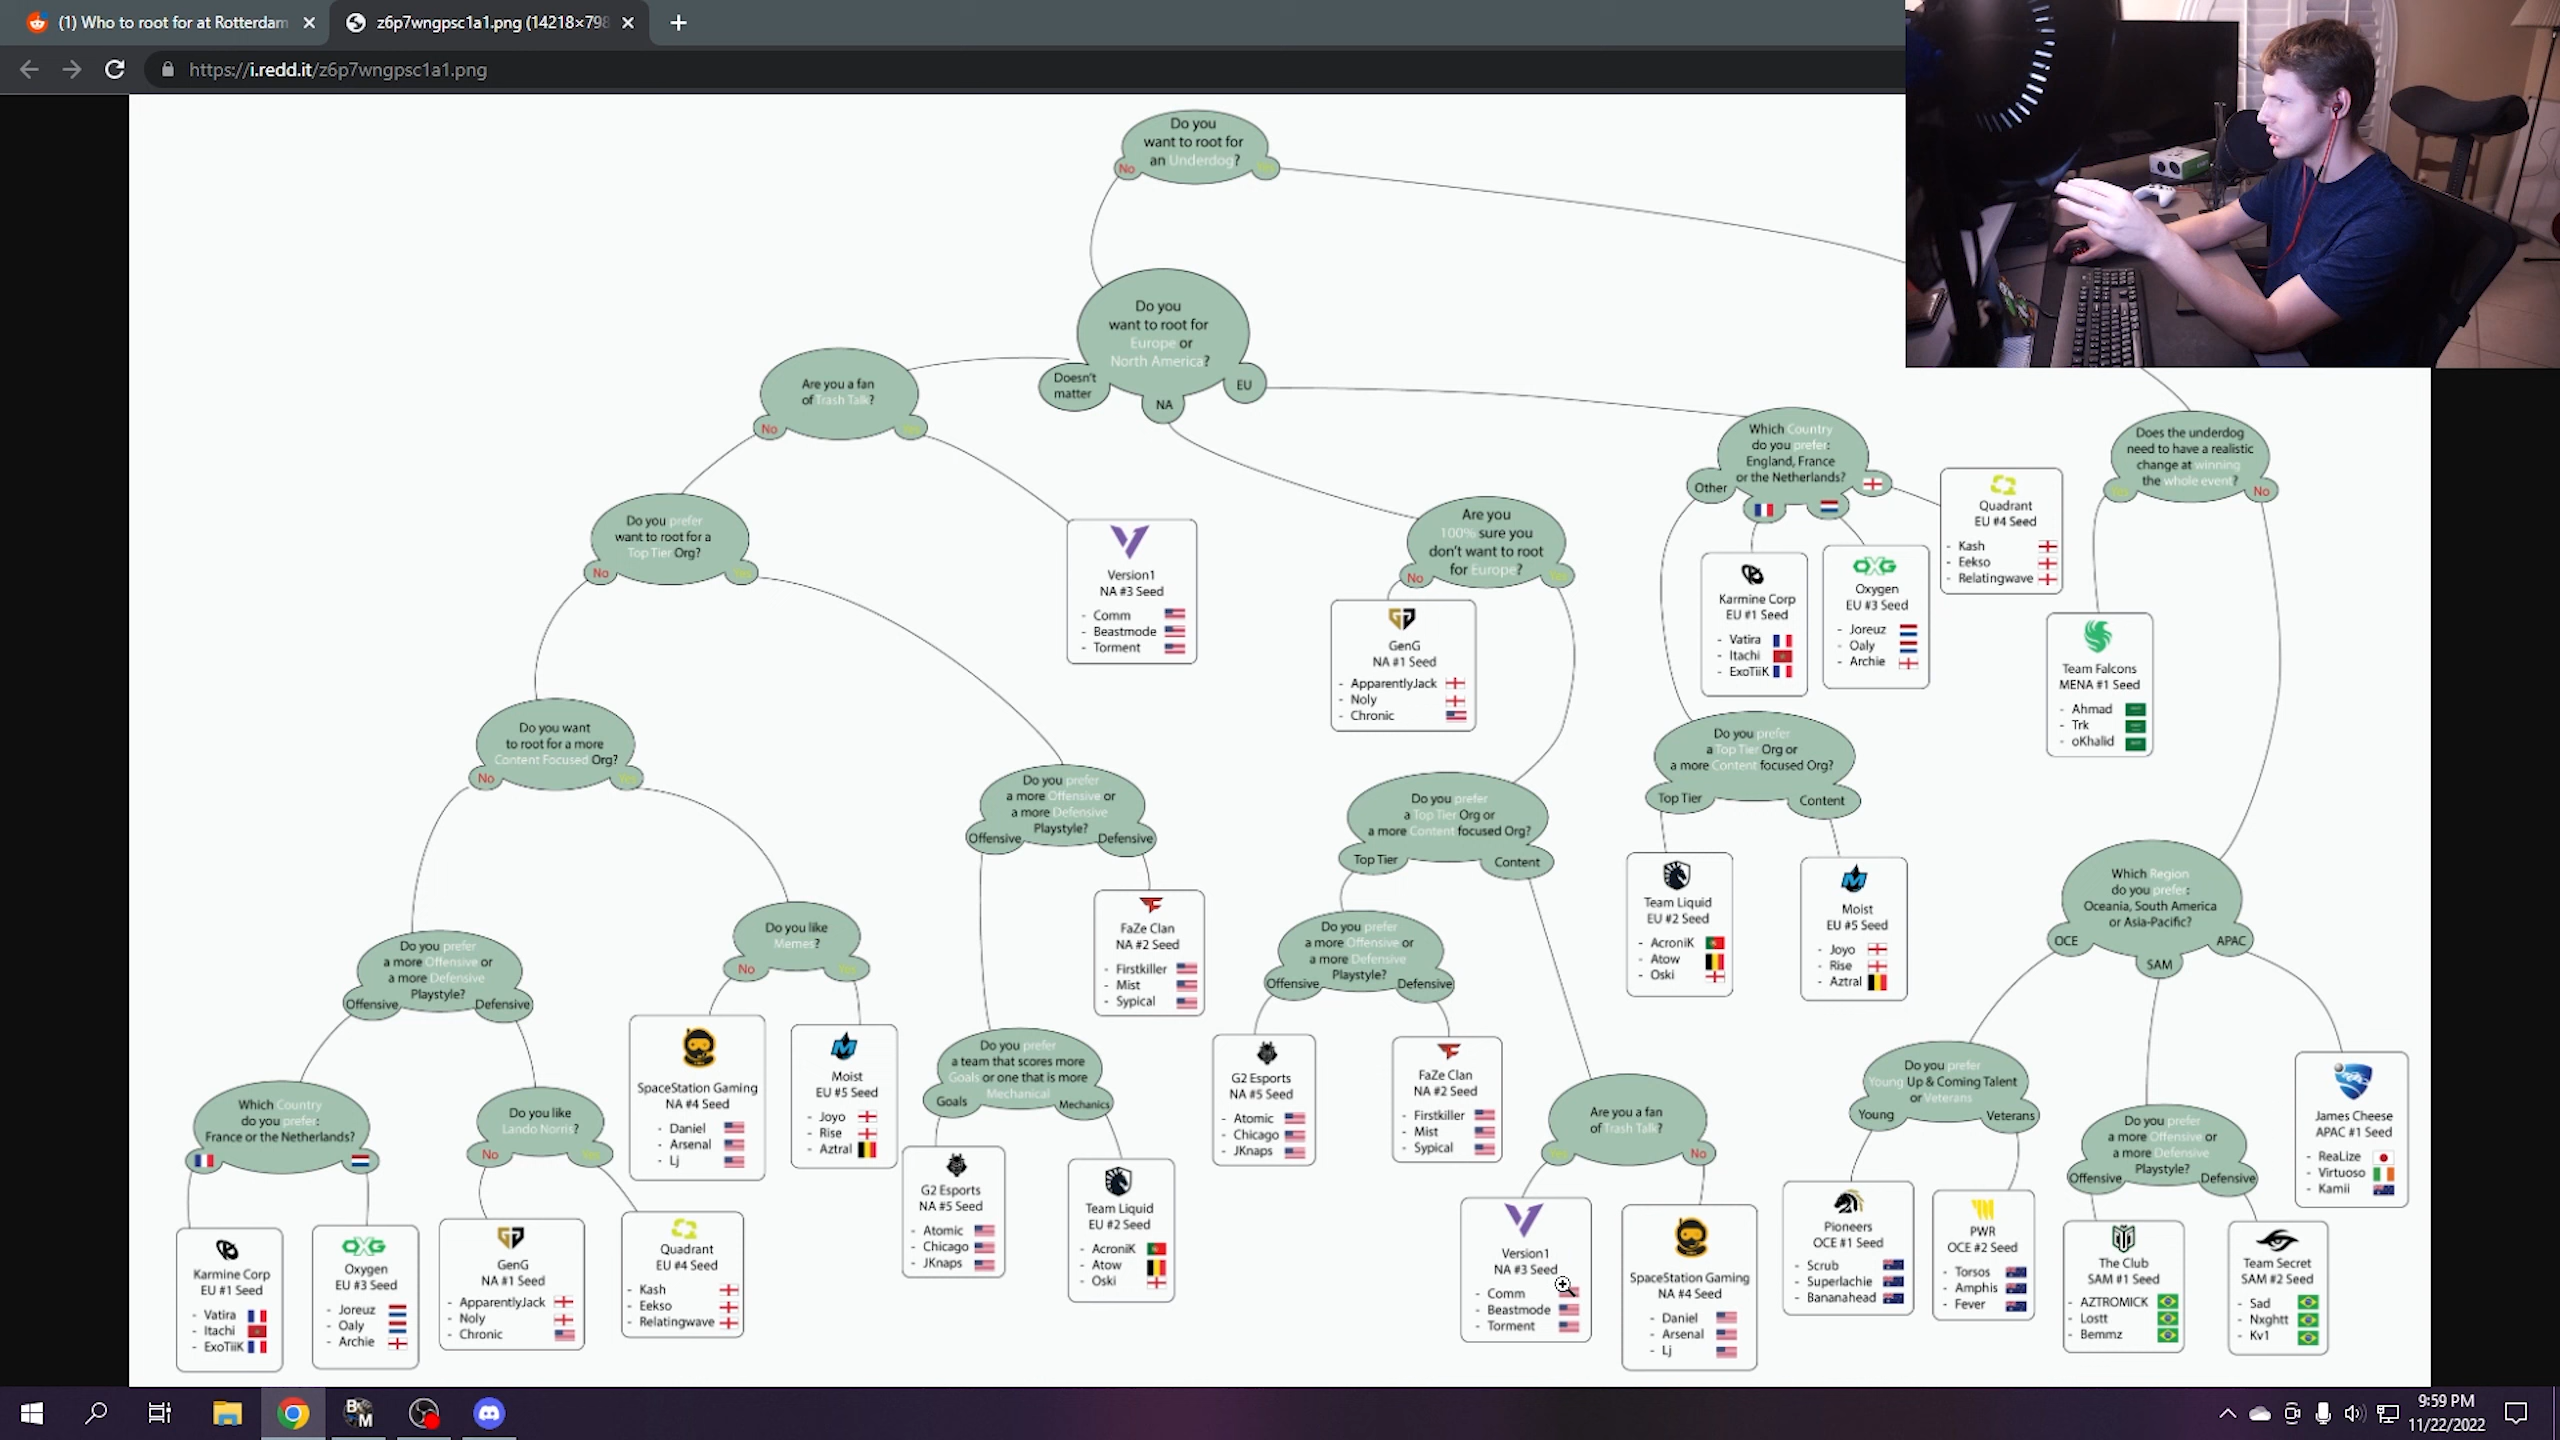 (1) Who to root for at Rotterdam
z6p7wngpsc1a1.png (14218×798
https://i.redd.it/z6p7wngpsc1a1.png
Do you
want to root for
an Underdog?
No
Yes
Do you
want to root for
Europe or
North America?
Doesn't
matter
NA
EU
Are you a fan
of Trash Talk?
No
Yes
Which Country
do you prefer:
England, France
or the Netherlands?
Other
Does the underdog
need to have a realistic
change at winning
the whole event?
Yes
No
Quadrant
EU #4 Seed
- Kash
- Eekso
- Relatingwave
Do you prefer
want to root for a
Top Tier Org?
No
Yes
Version1
NA #3 Seed
- Comm
- Beastmode
- Torment
Are you
100% sure you
don't want to root
for Europe?
No
Yes
GenG
NA #1 Seed
- ApparentlyJack
- Noly
- Chronic
Karmine Corp
EU #1 Seed
- Vatira
- Itachi
- ExoTiiK
OXG
Oxygen
EU #3 Seed
- Joreuz
- Oaly
- Archie
Team Falcons
MENA #1 Seed
- Ahmad
- Trk
- oKhalid
Do you want
to root for a more
Content Focused Org?
No
Yes
Do you prefer
a more Offensive or
a more Defensive
Playstyle?
Offensive
Defensive
Do you prefer
a Top Tier Org or
a more Content focused Org?
Top Tier
Content
Do you prefer
a Top Tier Org or
a more Content focused Org?
Top Tier
Content
FaZe Clan
NA #2 Seed
- Firstkiller
- Mist
- Sypical
Team Liquid
EU #2 Seed
- AcroniK
- Atow
- Oski
Moist
EU #5 Seed
- Joyo
- Rise
- Aztral
Which Region
do you prefer:
Oceania, South America
or Asia-Pacific?
OCE
SAM
APAC
Do you prefer
a more Offensive or
a more Defensive
Playstyle?
Offensive
Defensive
Do you like
Memes?
No
Yes
Do you prefer
a more Offensive or
a more Defensive
Playstyle?
Offensive
Defensive
SpaceStation Gaming
NA #4 Seed
- Daniel
- Arsenal
- Lj
Moist
EU #5 Seed
- Joyo
- Rise
- Aztral
Do you prefer
a team that scores more
Goals or one that is more
Mechanical
Goals
Mechanics
G2 Esports
NA #5 Seed
- Atomic
- Chicago
- JKnaps
FaZe Clan
NA #2 Seed
- Firstkiller
- Mist
- Sypical
Are you a fan
of Trash Talk?
Yes
No
Do you prefer
Young Up & Coming Talent
or Veterans
Young
Veterans
Do you prefer
a more Offensive or
a more Defensive
Playstyle?
Offensive
Defensive
James Cheese
APAC #1 Seed
- ReaLize
- Virtuoso
- Kamii
Which Country
do you prefer:
France or the Netherlands?
Do you like
Lando Norris?
No
Yes
Karmine Corp
EU #1 Seed
- Vatira
- Itachi
- ExoTiiK
OXG
Oxygen
EU #3 Seed
- Joreuz
- Oaly
- Archie
GenG
NA #1 Seed
- ApparentlyJack
- Noly
- Chronic
Quadrant
EU #4 Seed
- Kash
- Eekso
- Relatingwave
G2 Esports
NA #5 Seed
- Atomic
- Chicago
- JKnaps
Team Liquid
EU #2 Seed
- AcroniK
- Atow
- Oski
Version1
NA #3 Seed
- Comm
- Beastmode
- Torment
SpaceStation Gaming
NA #4 Seed
- Daniel
- Arsenal
- Lj
Pioneers
OCE #1 Seed
- Scrub
- Superlachie
- Bananahead
PWR
OCE #2 Seed
- Torsos
- Amphis
- Fever
The Club
SAM #1 Seed
- AZTROMICK
- Lostt
- Bemmz
Team Secret
SAM #2 Seed
- Sad
- Nxghtt
- Kv1
9:59 PM
11/22/2022